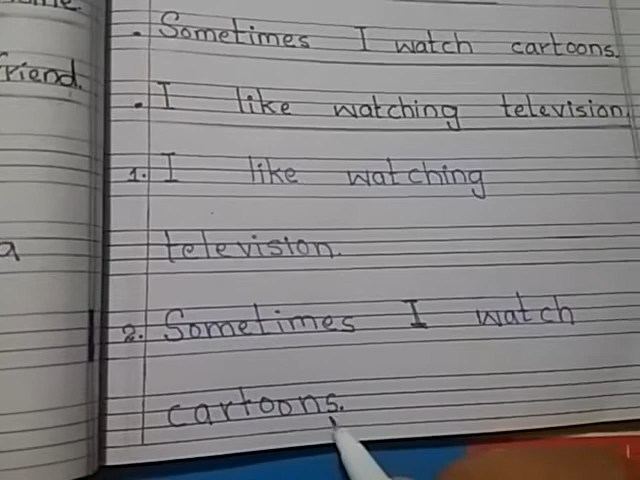 friend.
a
. Sometimes I watch cartoons.
. I like watching television
1. I like watching
television.
2. Sometimes I watch
cartoons.